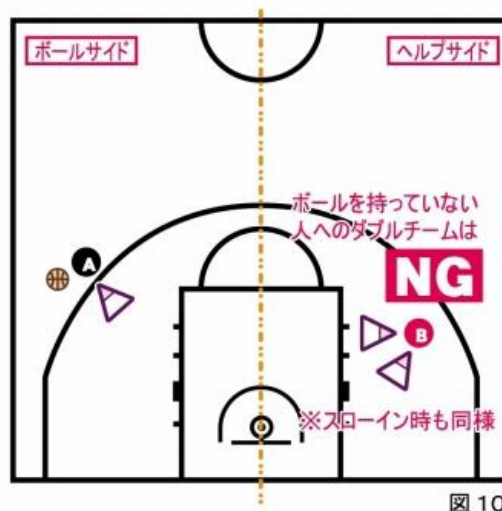 ボールサイド
ヘルプサイド
ボールを持っていない
人へのダブルチームは
NG
A
B
※スローイン時も同様
図 10